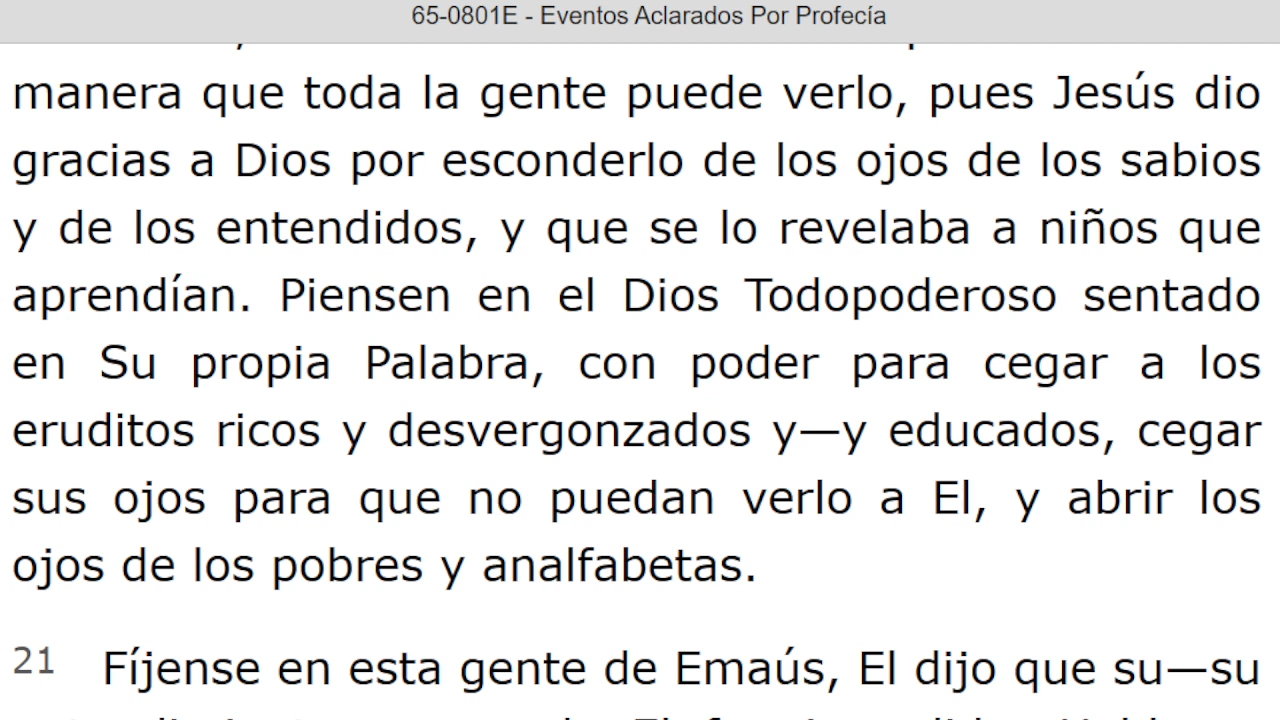 65-0801E - Eventos Aclarados Por Profecía
manera que toda la gente puede verlo, pues Jesús dio
gracias a Dios por esconderlo de los ojos de los sabios
y de los entendidos, y que se lo revelaba a niños que
aprendían. Piensen en el Dios Todopoderoso sentado
en Su propia Palabra, con poder para cegar a los
eruditos ricos y desvergonzados y—y educados, cegar
sus ojos para que no puedan verlo a El, y abrir los
ojos de los pobres y analfabetas.
21 Fíjense en esta gente de Emaús, El dijo que su—su